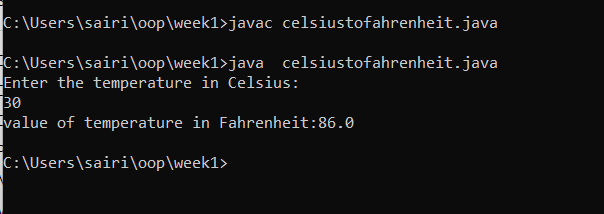 C:\Users\sairi\oop\week1>javac celsiustofahrenheit.java
C:\Users\sairi\oop\week1>java  celsiustofahrenheit.java
Enter the temperature in Celsius:
30
value of temperature in Fahrenheit:86.0
C:\Users\sairi\oop\week1>